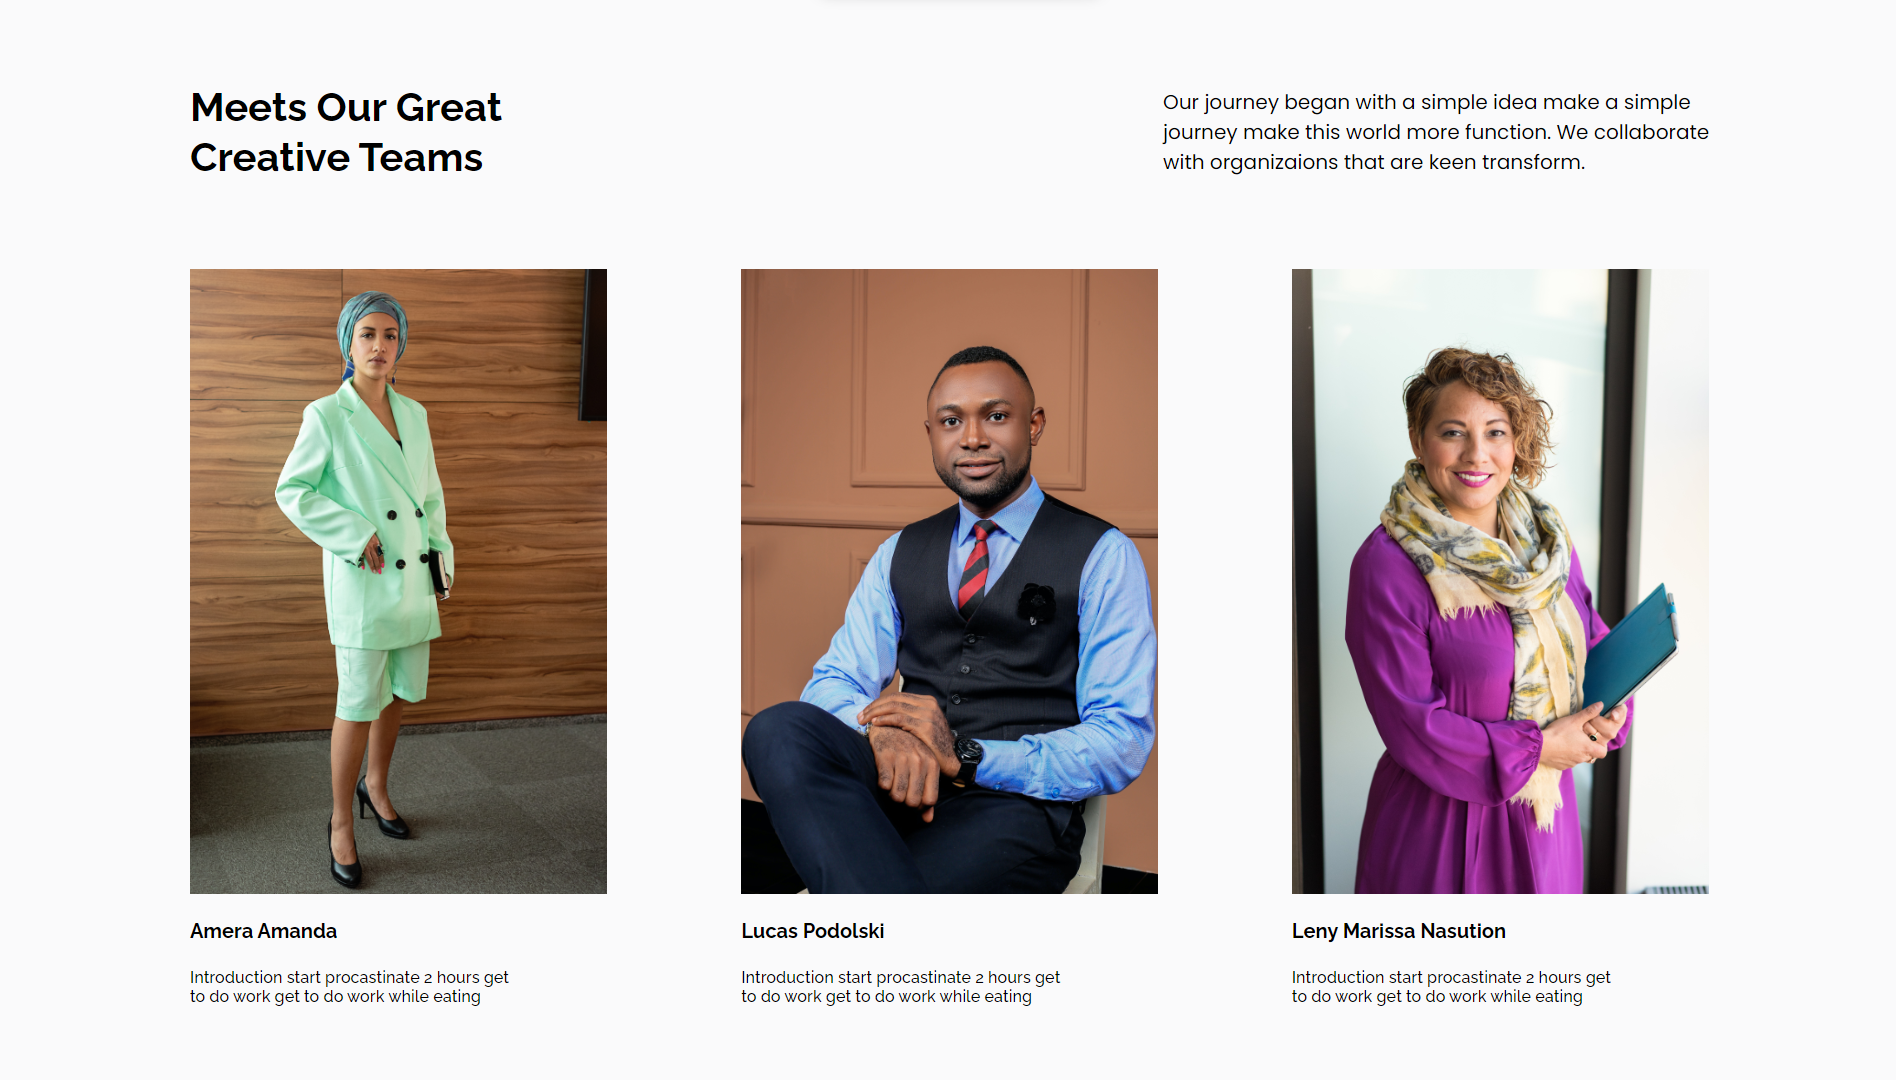 Meets Our Great
Creative Teams
Our journey began with a simple idea make a simple
journey make this world more function. We collaborate
with organizaions that are keen transform.
Amera Amanda
Introduction start procastinate 2 hours get
to do work get to do work while eating
Lucas Podolski
Introduction start procastinate 2 hours get
to do work get to do work while eating
Leny Marissa Nasution
Introduction start procastinate 2 hours get
to do work get to do work while eating